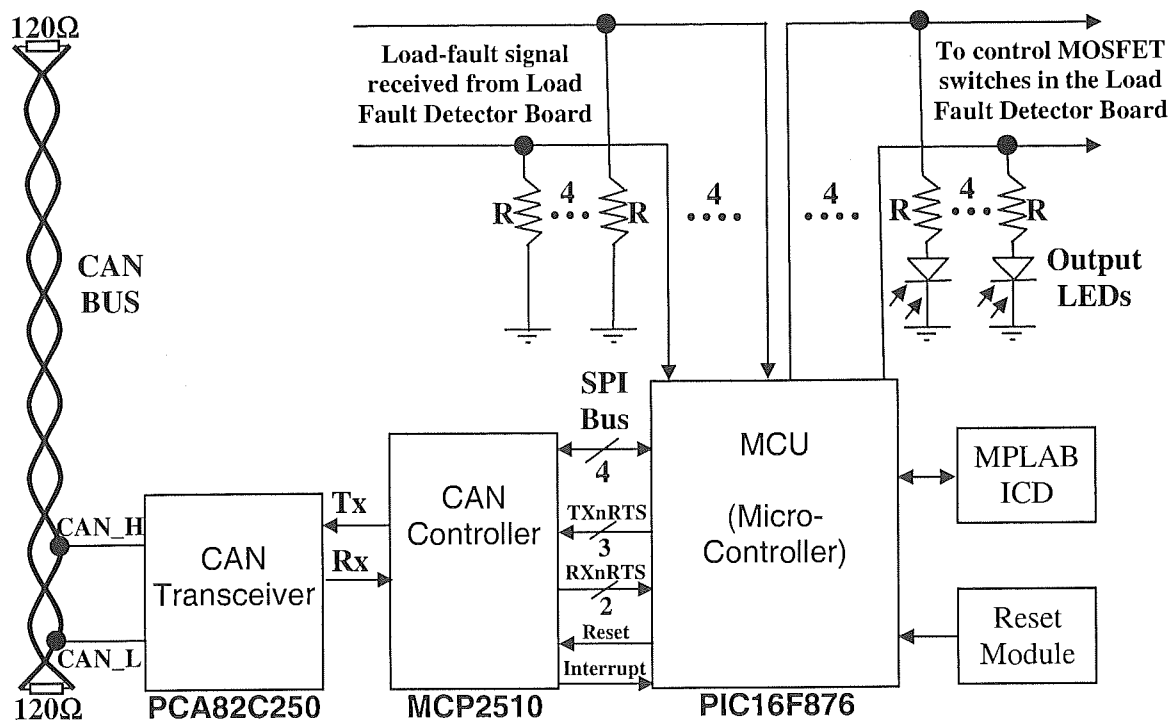 120Ω
Load-fault signal
received from Load
Fault Detector Board
To control MOSFET
switches in the Load
Fault Detector Board
R
4
R
4
4
R
4
R
CAN
BUS
Output
LEDs
SPI
Bus
4
MCU
(Micro-
Controller)
MPLAB
ICD
CAN
Controller
Tx
Rx
TXnRTS
3
RXnRTS
2
Reset
Interrupt
CAN_H
CAN
Transceiver
CAN_L
Reset
Module
120Ω
PCA82C250
MCP2510
PIC16F876